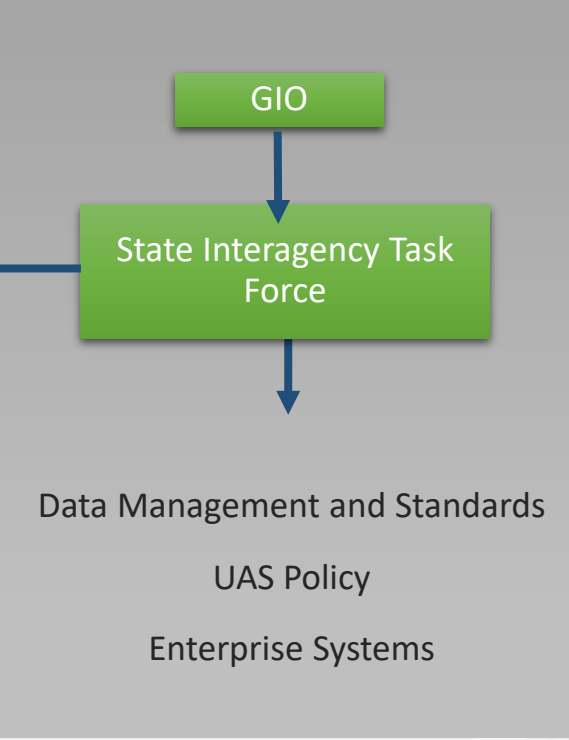 GIO
State Interagency Task
Force
Data Management and Standards
UAS Policy
Enterprise Systems